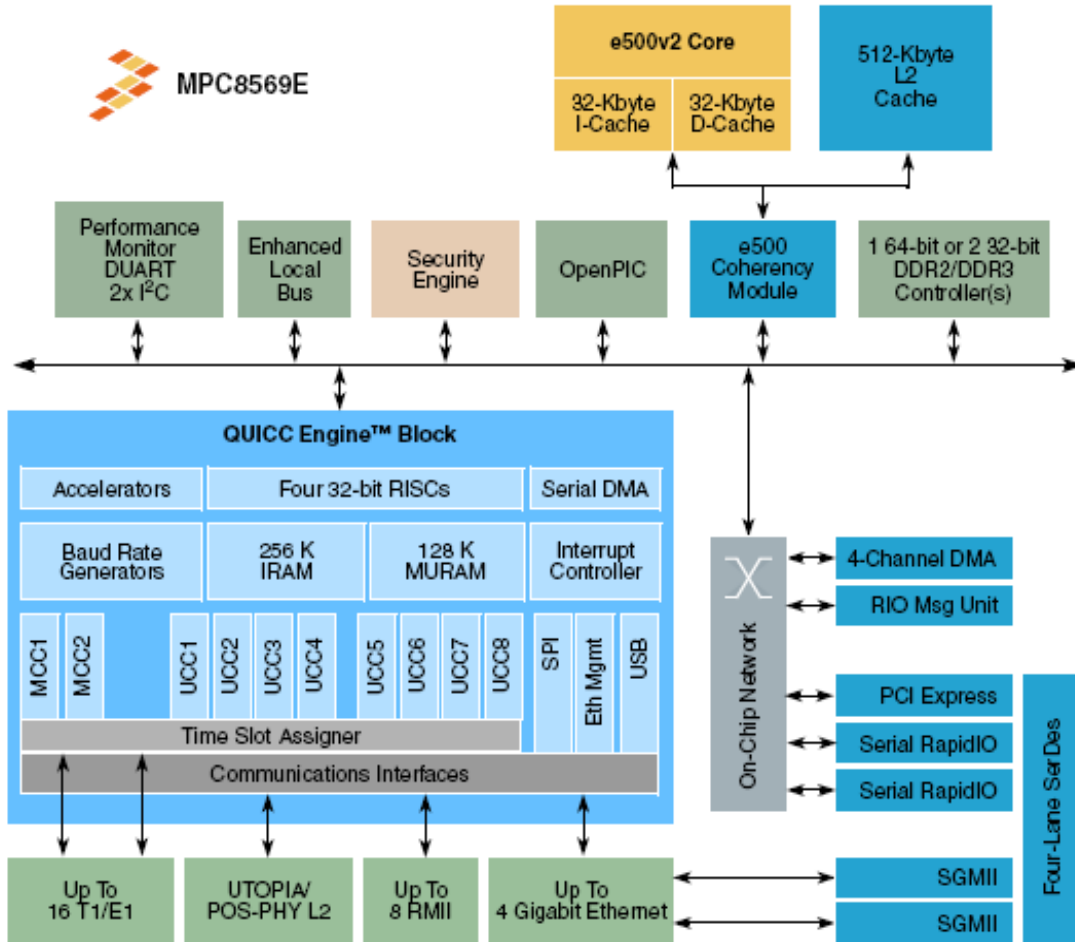 MPC8569E
e500v2 Core
32-Kbyte
I-Cache
32-Kbyte
D-Cache
512-Kbyte
L2
Cache
Performance
Monitor
DUART
2x I²C
Enhanced
Local
Bus
Security
Engine
OpenPIC
e500
Coherency
Module
1 64-bit or 2 32-bit
DDR2/DDR3
Controller(s)
QUICC Engine™ Block
Accelerators
Four 32-bit RISCs
Serial DMA
Baud Rate
Generators
256 K
IRAM
128 K
MURAM
Interrupt
Controller
MCC1
MCC2
UCC1
UCC2
UCC3
UCC4
UCC5
UCC6
UCC7
UCC8
SPI
Eth Mgmt
USB
Time Slot Assigner
Communications Interfaces
Up To
16 T1/E1
UTOPIA/
POS-PHY L2
Up To
8 RMII
Up To
4 Gigabit Ethernet
On-Chip Network
4-Channel DMA
RIO Msg Unit
PCI Express
Serial RapidIO
Serial RapidIO
SGMII
SGMII
Four-Lane SerDes